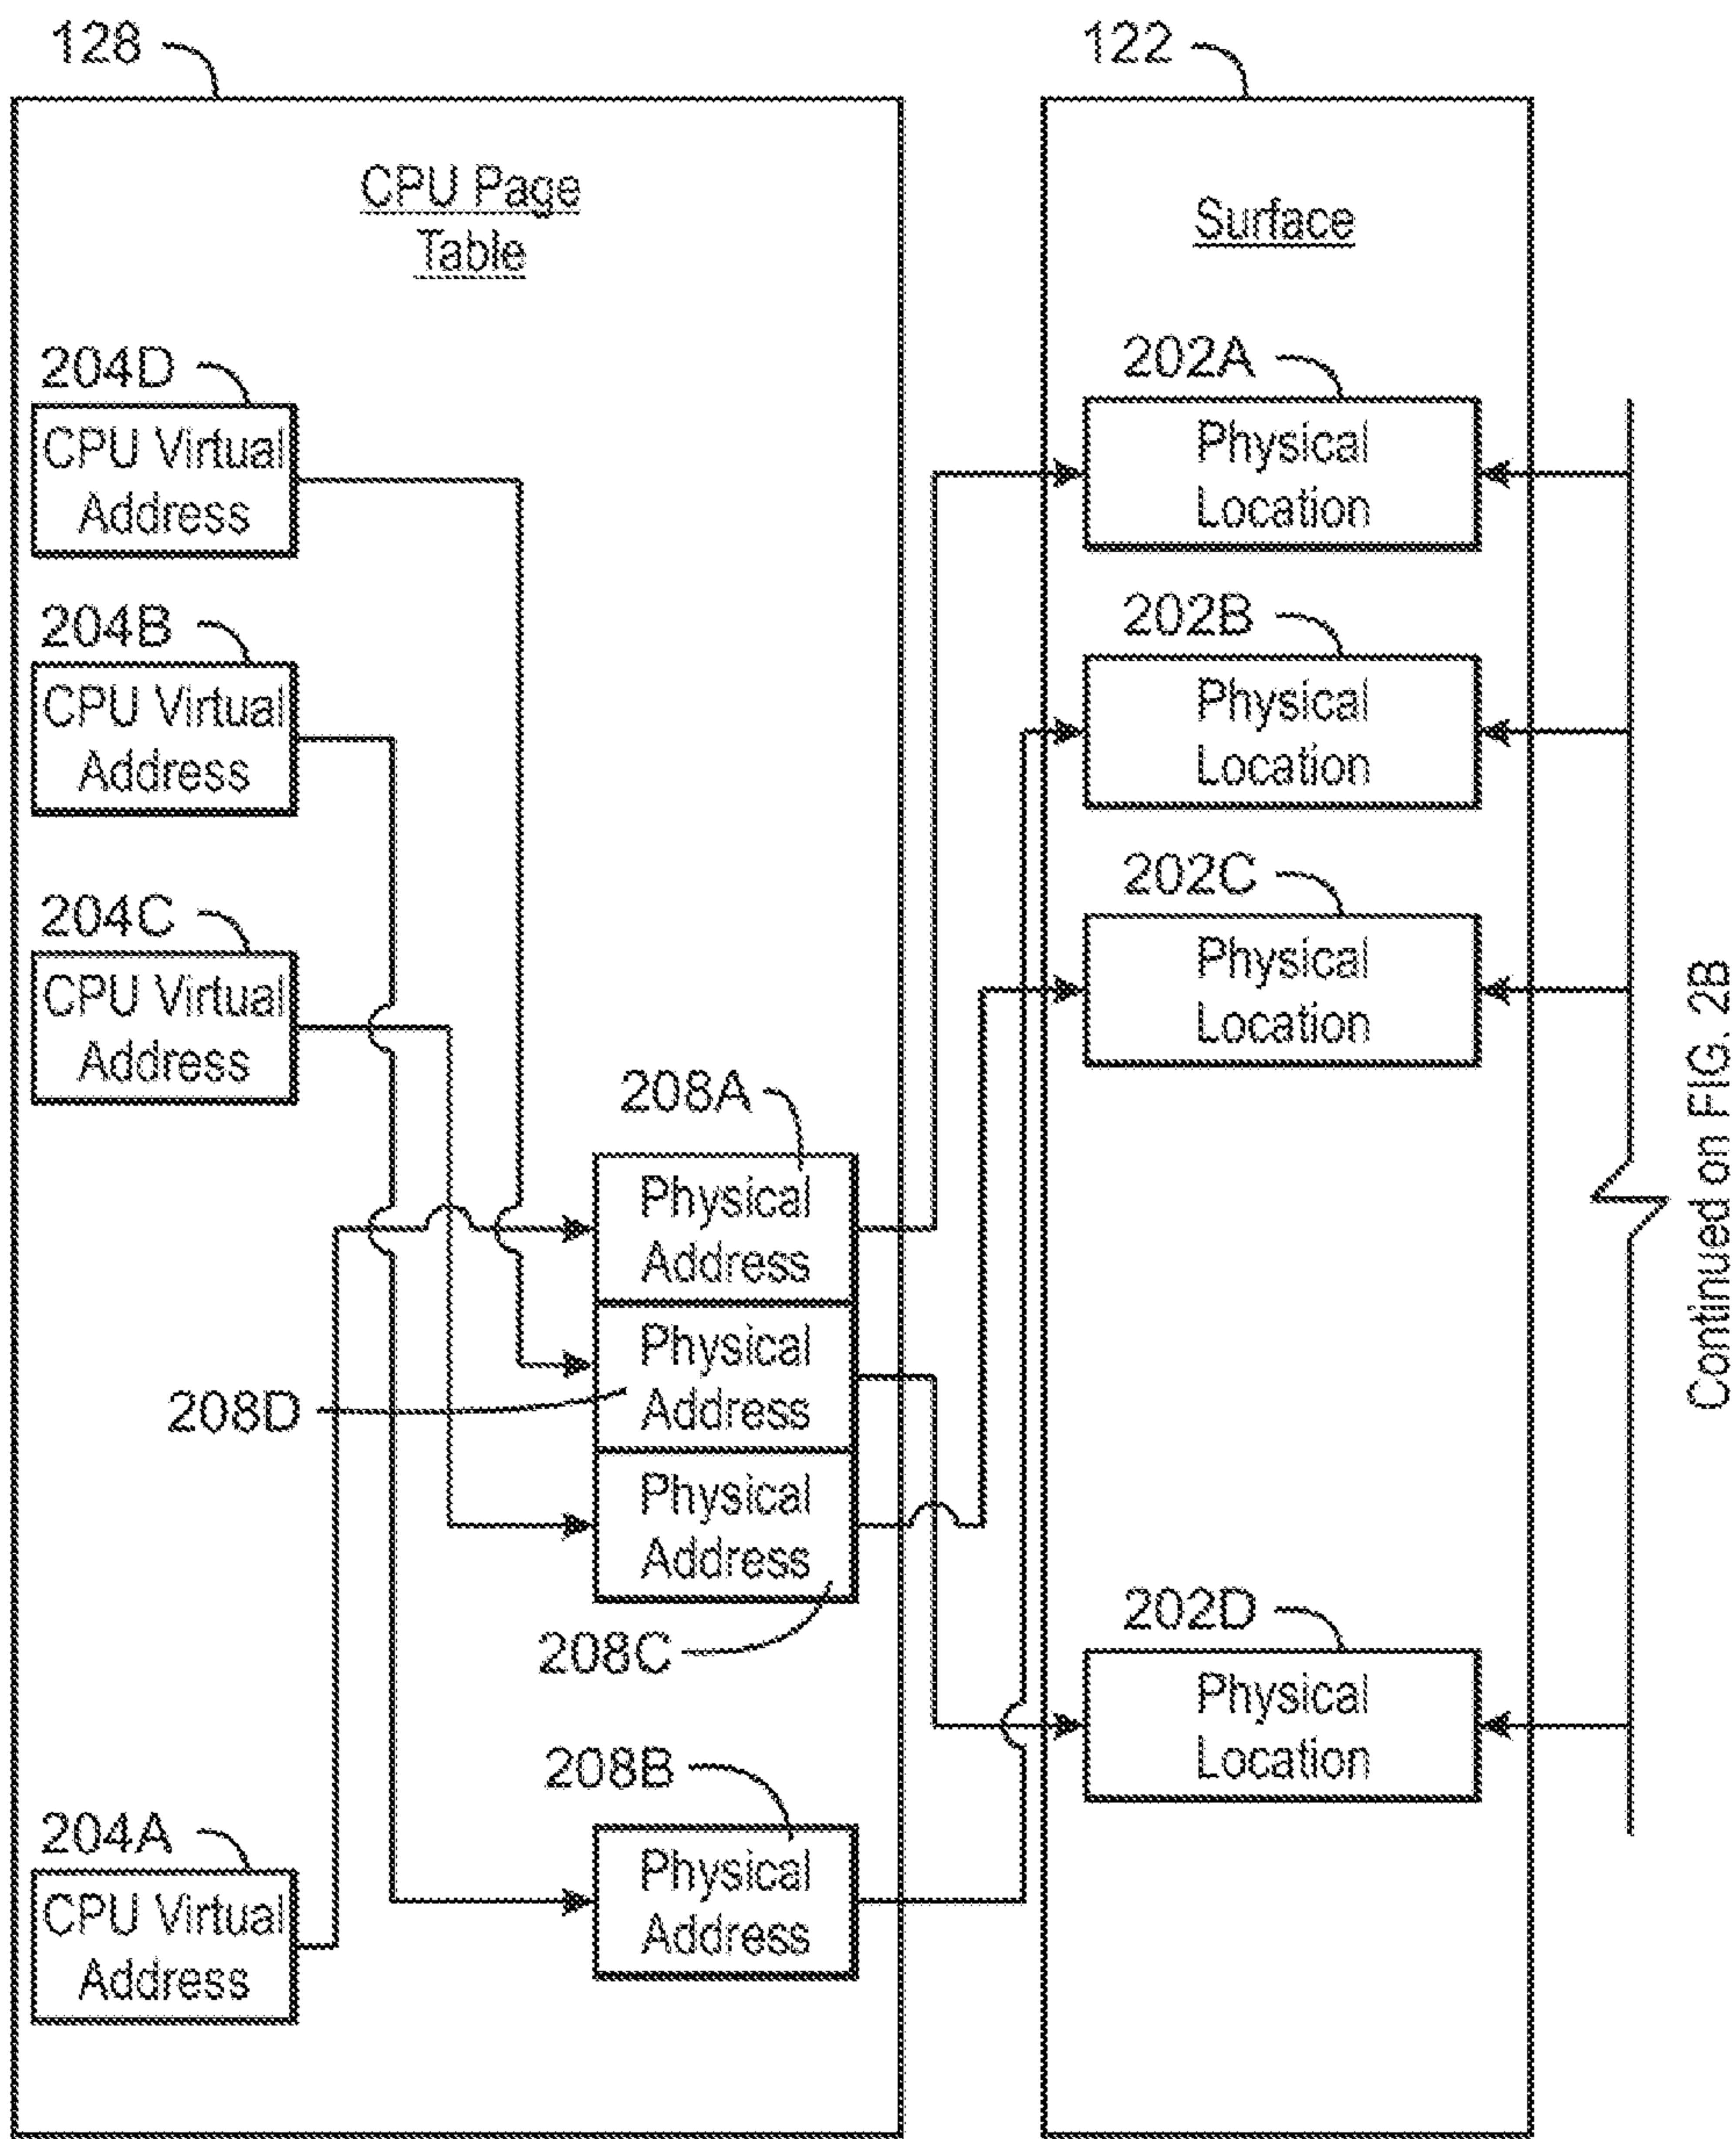 128
122
CPU Page
Table
Surface
204D
CPU Virtual
Address
202A
Physical
Location
204B
CPU Virtual
Address
202B
Physical
Location
204C
CPU Virtual
Address
202C
Physical
Location
208A
Physical
Address
208D
Physical
Address
Physical
Address
208C
202D
Physical
Location
208B
Physical
Address
204A
CPU Virtual
Address
Continued on FIG. 2B